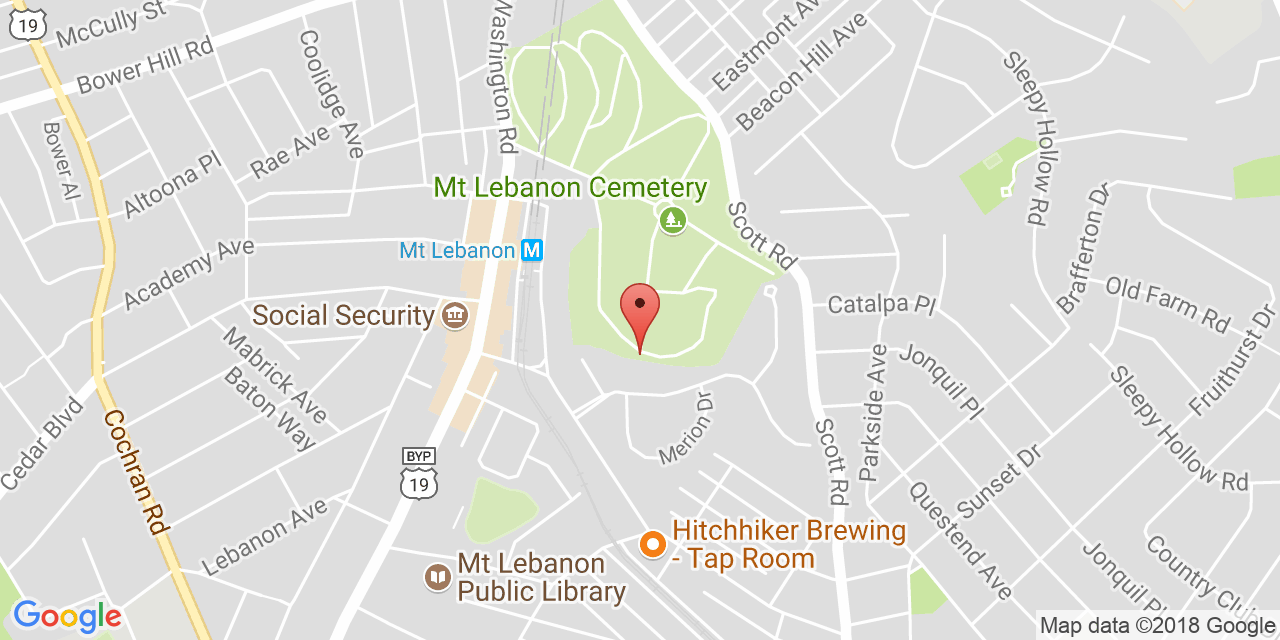 19
McCully St
Bower Hill Rd
Coolidge Ave
Washington Rd
Eastmont Av
Beacon Hill Ave
Sleepy Hollow Rd
Bower Al
Altoona Pl
Rae Ave
Mt Lebanon Cemetery
Scott Rd
Brafferton Dr
Academy Ave
Mt Lebanon M
Catalpa Pl
Old Farm Rd
Social Security
Fruithurst Dr
Mabrick Ave
Baton Way
Parkside Ave
Jonquil Pl
Sleepy Hollow Rd
Cedar Blvd
Cochran Rd
Merion Dr
Scott Rd
BYP
19
Sunset Dr
Questend Ave
Lebanon Ave
Hitchhiker Brewing
- Tap Room
Mt Lebanon
Public Library
Jonquil Pl
Country Club
Google
Map data ©2018 Google